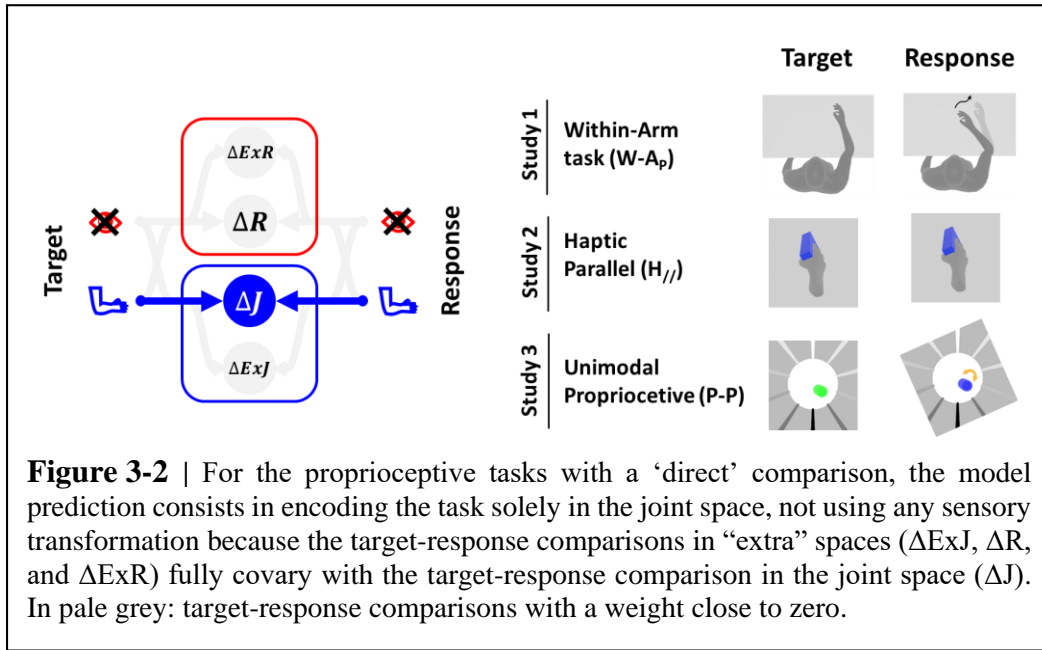 Target Response
Study 1
Within-Arm
task (W-Aₚ)
Study 2
Haptic
Parallel (H//)
Study 3
Unimodal
Propriocetive (P-P)
Target
Response
ΔExR
ΔR
ΔJ
ΔExJ
Figure 3-2 | For the proprioceptive tasks with a ‘direct’ comparison, the model
prediction consists in encoding the task solely in the joint space, not using any sensory
transformation because the target-response comparisons in “extra” spaces (ΔExJ, ΔR,
and ΔExR) fully covary with the target-response comparison in the joint space (ΔJ).
In pale grey: target-response comparisons with a weight close to zero.